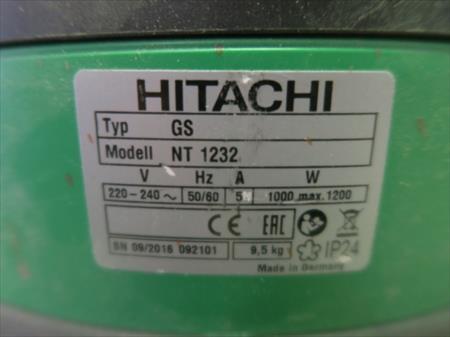 HITACHI
Typ GS
Modell NT 1232
V Hz A W
220-240 ~ 50/60 5 1000 max.1200
CE EAC
SN 09/2016 092101 9,5 kg IP24
Made in Germany